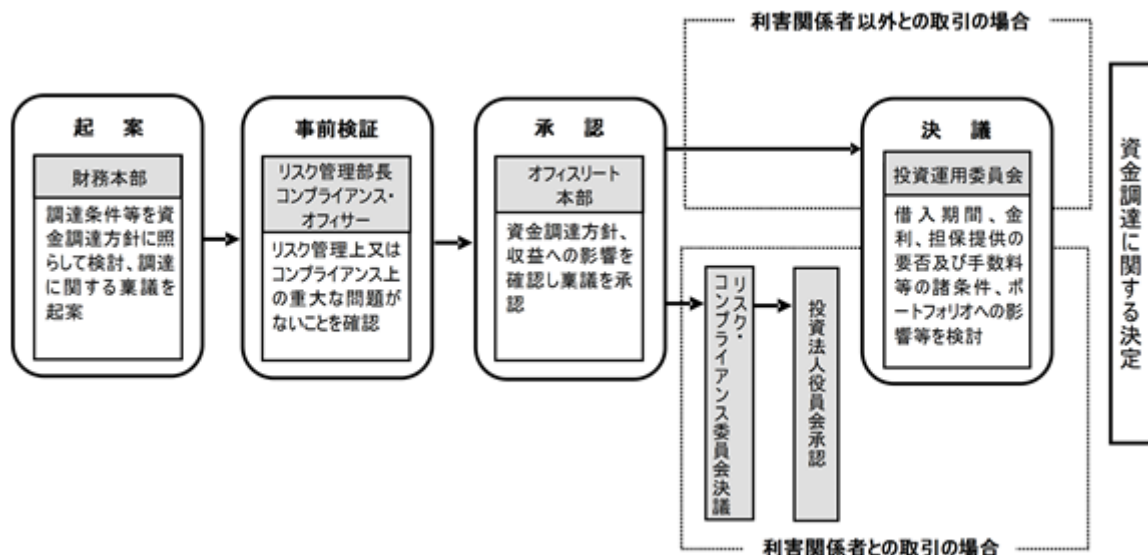 利害関係者以外との取引の場合
起 案
財務本部
調達条件等を資
金調達方針に照
らして検討、調達
に関する稟議を
起案
事前検証
リスク管理部長
コンプライアンス・
オフィサー
リスク管理上又は
コンプライアンス上
の重大な問題が
ないことを確認
承 認
オフィスリート
本部
資金調達方針、
収益への影響を
確認し稟議を承
認
リスク・
コンプライアンス委員会決議
投資法人役員会承認
決 議
投資運用委員会
借入期間、金
利、担保提供の
要否及び手数料
等の諸条件、ポ
ートフォリオへの影
響等を検討
資金調達に関する決定
利害関係者との取引の場合